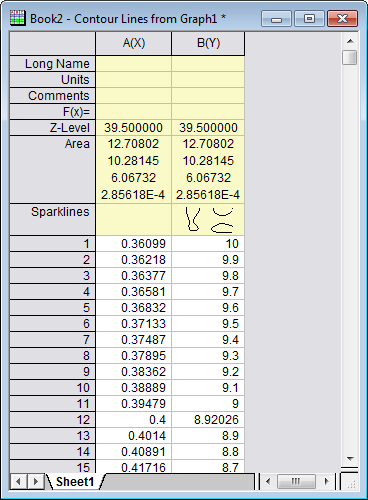 Book2 - Contour Lines from Graph1 *
A(X) B(Y)
Long Name
Units
Comments
F(x)=
Z-Level 39.500000 39.500000
Area 12.70802 12.70802
10.28145 10.28145
6.06732 6.06732
2.85618E-4 2.85618E-4
Sparklines
1 0.36099 10
2 0.36218 9.9
3 0.36377 9.8
4 0.36581 9.7
5 0.36832 9.6
6 0.37133 9.5
7 0.37487 9.4
8 0.37895 9.3
9 0.38362 9.2
10 0.38889 9.1
11 0.39479 9
12 0.4 8.92026
13 0.4014 8.9
14 0.40891 8.8
15 0.41716 8.7
Sheet1